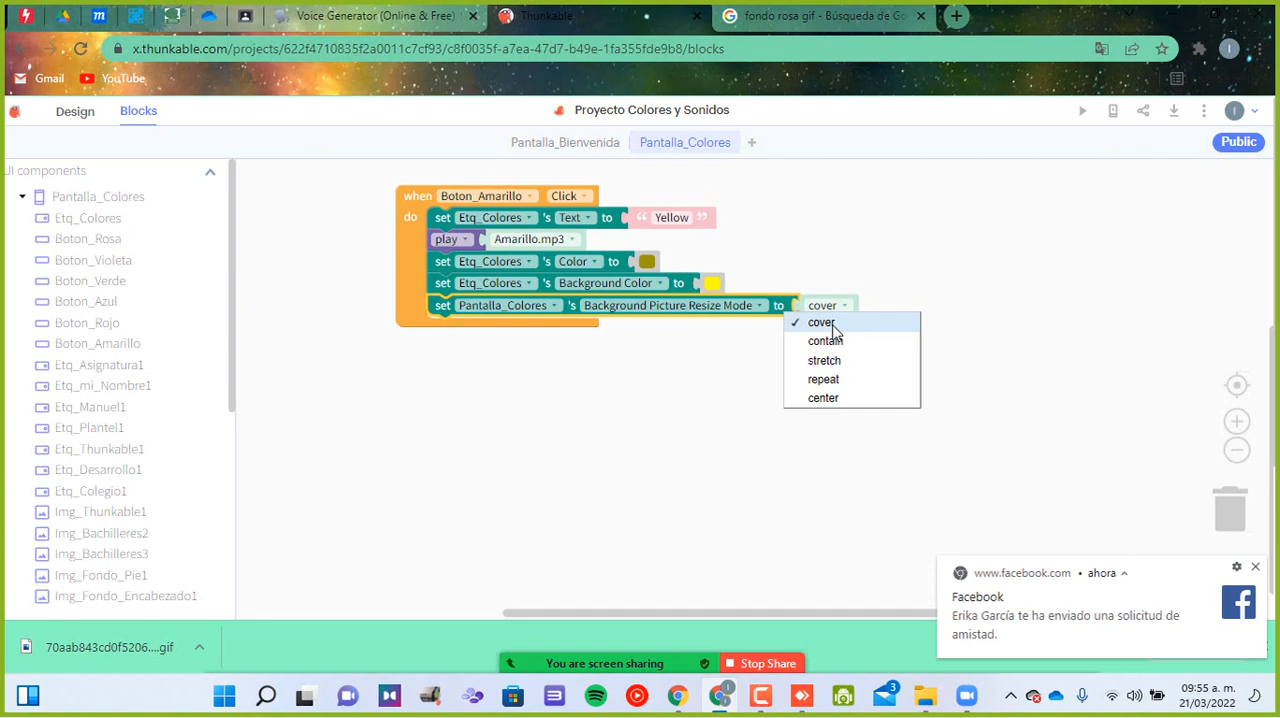 Voice Generator (Online & Free)
Thunkable
fondo rosa gif - Búsqueda de Go
x.thunkable.com/projects/622f4710835f2a0011c7cf93/c8f0035f-a7ea-47d7-b49e-1fa355fde9b8/blocks
Gmail
YouTube
Design
Blocks
Proyecto Colores y Sonidos
Pantalla_Bienvenida
Pantalla_Colores
Public
UI components
Pantalla_Colores
Etq_Colores
Boton_Rosa
Boton_Violeta
Boton_Verde
Boton_Azul
Boton_Rojo
Boton_Amarillo
Etq_Asignatura1
Etq_mi_Nombre1
Etq_Manuel1
Etq_Plantel1
Etq_Thunkable1
Etq_Desarrollo1
Etq_Colegio1
Img_Thunkable1
Img_Bachilleres2
Img_Bachilleres3
Img_Fondo_Pie1
Img_Fondo_Encabezado1
when Boton_Amarillo Click
do set Etq_Colores 's Text to “ Yellow ”
play Amarillo.mp3
set Etq_Colores 's Color to
set Etq_Colores 's Background Color to
set Pantalla_Colores 's Background Picture Resize Mode to cover
✓ cover
contain
stretch
repeat
center
www.facebook.com • ahora
Facebook
Erika García te ha enviado una solicitud de
amistad.
70aab843cd0f5206....gif
You are screen sharing
Stop Share
3
09:55 a. m.
21/03/2022